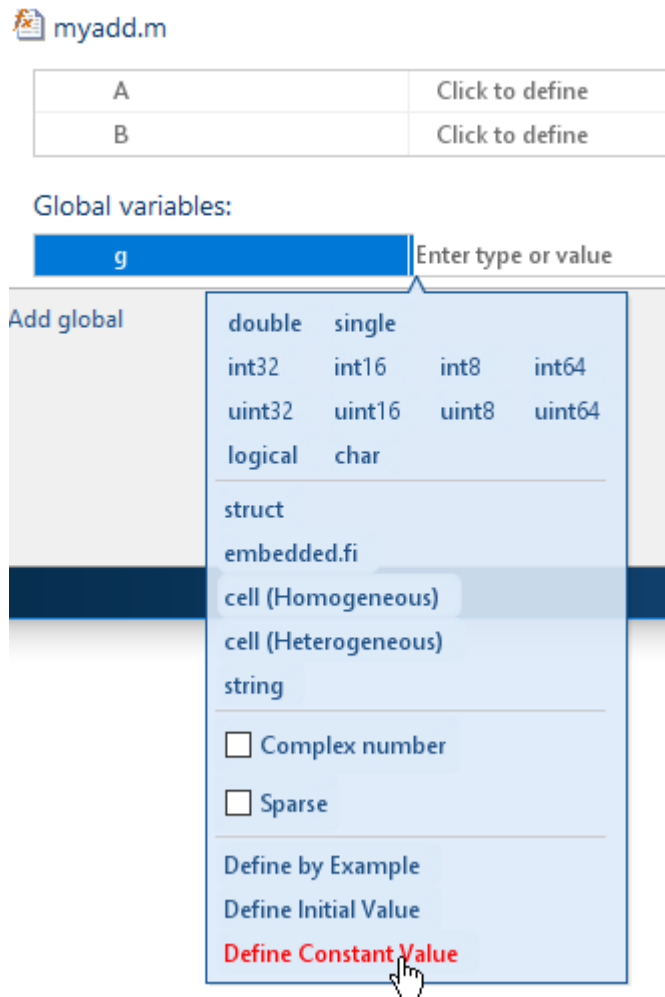 myadd.m
A Click to define
B Click to define
Global variables:
g Enter type or value
Add global
double single
int32 int16 int8 int64
uint32 uint16 uint8 uint64
logical char
struct
embedded.fi
cell (Homogeneous)
cell (Heterogeneous)
string
Complex number
Sparse
Define by Example
Define Initial Value
Define Constant Value